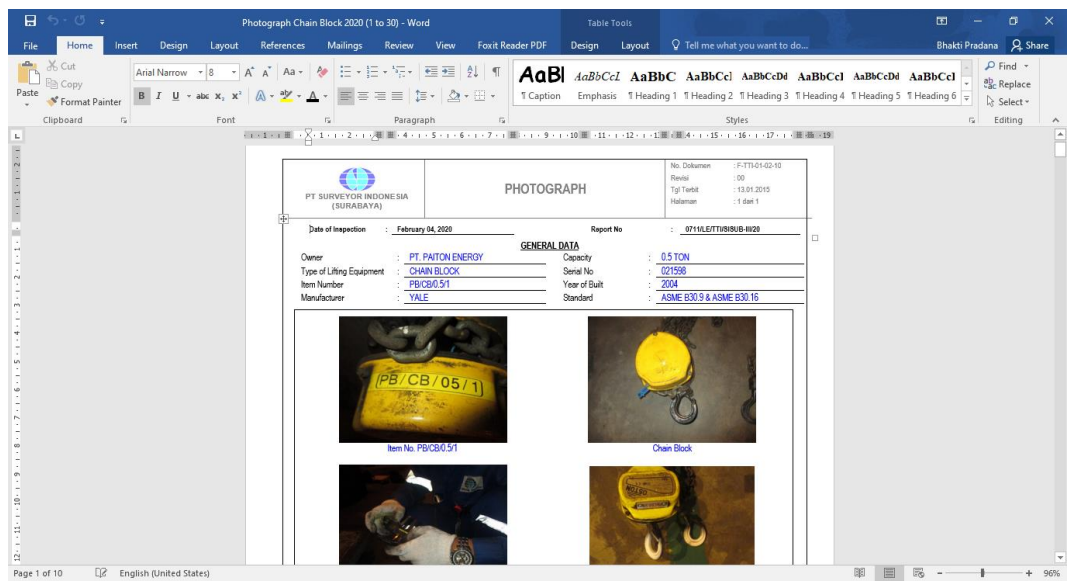 Photograph Chain Block 2020 (1 to 30) - Word
Table Tools
File Home Insert Design Layout References Mailings Review View Foxit Reader PDF Design Layout Tell me what you want to do... Bhakti Pradana Share
Paste
Cut
Copy
Format Painter
Clipboard
Arial Narrow 8
Font
Paragraph
AaBl AaBbCcL AaBbC AaBbCcl AaBbCcDd AaBbCcl AaBbCcDd AaBbCcl
¶ Caption Emphasis ¶ Heading 1 ¶ Heading 2 ¶ Heading 3 ¶ Heading 4 ¶ Heading 5 ¶ Heading 6
Styles
Find
Replace
Select
Editing
PT SURVEYOR INDONESIA
(SURABAYA)
PHOTOGRAPH
No. Dokumen : F-TTI-01-02-10
Revisi : 00
Tgl Terbit : 13.01.2015
Halaman : 1 dari 1
Date of Inspection : February 04, 2020 Report No : 0711/LE/TTI/SISUB-III/20
GENERAL DATA
Owner : PT. PAITON ENERGY Capacity : 0.5 TON
Type of Lifting Equipment : CHAIN BLOCK Serial No : 021598
Item Number : PB/CB/0.5/1 Year of Built : 2004
Manufacturer : YALE Standard : ASME B30.9 & ASME B30.16
PB/CB/05/1
Item No. PB/CB/0.5/1 Chain Block
Page 1 of 10 English (United States) 96%